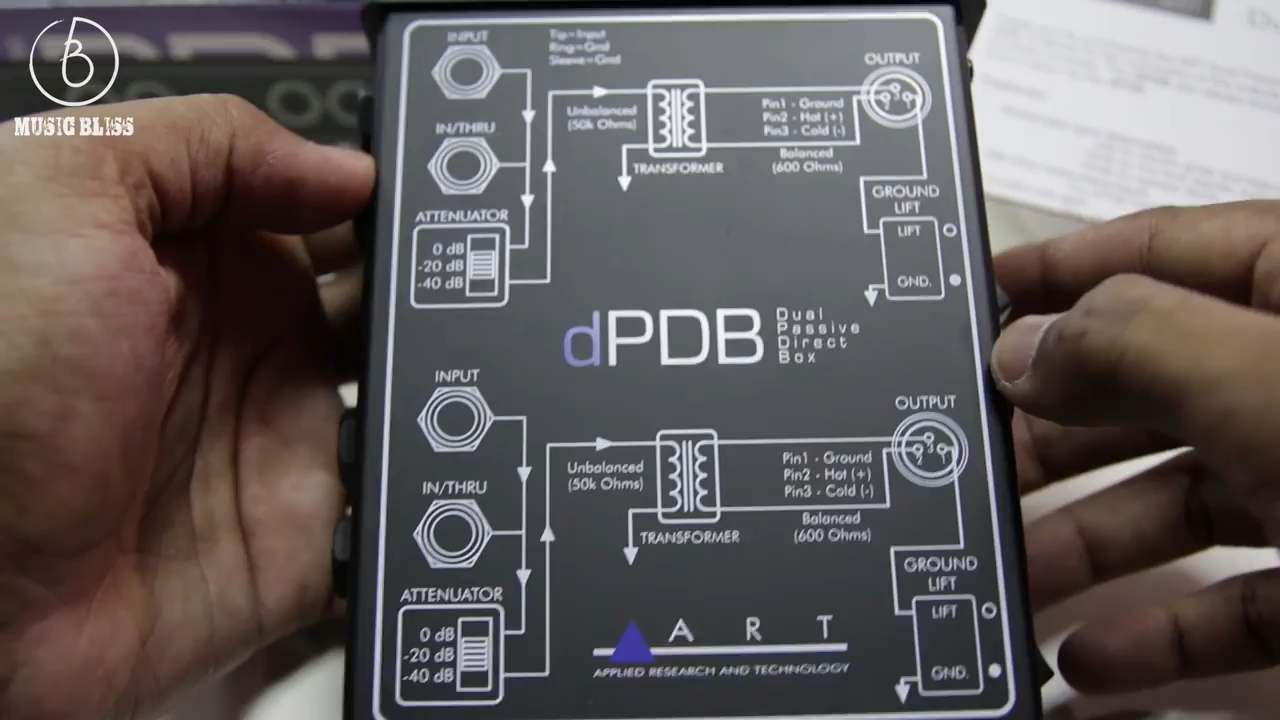 MUSIC BLISS
INPUT
Tip=Input
Ring=Gnd
Sleeve=Gnd
OUTPUT
Unbalanced
(50k Ohms)
Pin1 - Ground
Pin2 - Hot (+)
Pin3 - Cold (-)
IN/THRU
TRANSFORMER
Balanced
(600 Ohms)
GROUND
LIFT
ATTENUATOR
0 dB
-20 dB
-40 dB
LIFT
GND.
dPDB
Dual
Passive
Direct
Box
INPUT
OUTPUT
3
2
1
Unbalanced
(50k Ohms)
Pin1 - Ground
Pin2 - Hot (+)
Pin3 - Cold (-)
IN/THRU
TRANSFORMER
Balanced
(600 Ohms)
GROUND
LIFT
ATTENUATOR
0 dB
-20 dB
-40 dB
LIFT
GND.
ART
APPLIED RESEARCH AND TECHNOLOGY